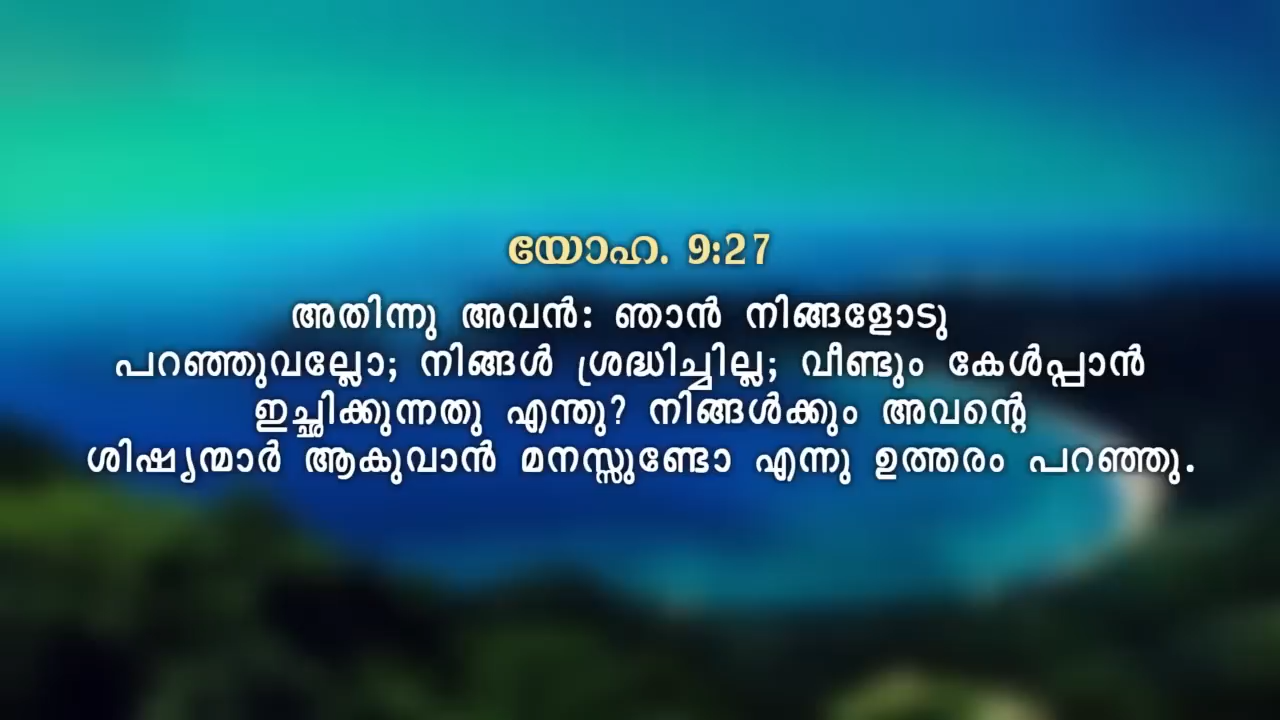 യോഹ. 9:27
അതിന്നു അവൻ: ഞാൻ നിങ്ങളോടു
പറഞ്ഞുവല്ലോ; നിങ്ങൾ ശ്രദ്ധിച്ചില്ല; വീണ്ടും കേൾപ്പാൻ
ഇച്ഛിക്കുന്നതു എന്തു? നിങ്ങൾക്കും അവന്റെ
ശിഷ്യന്മാർ ആകുവാൻ മനസ്സുണ്ടോ എന്നു ഉത്തരം പറഞ്ഞു.